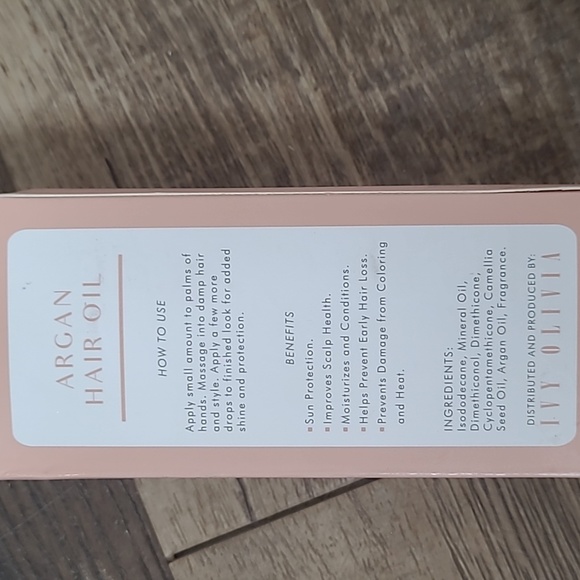 ARGAN
HAIR OIL
HOW TO USE
Apply small amount to palms of
hands. Massage into damp hair
and style. Apply a few more
drops to finished look for added
shine and protection.
BENEFITS
▪ Sun Protection.
▪ Improves Scalp Health.
▪ Moisturizes and Conditions.
▪ Helps Prevent Early Hair Loss.
▪ Prevents Damage from Coloring
and Heat.
INGREDIENTS:
Isododecane, Mineral Oil,
Dimethicone, Dimethicone,
Cyclopentamethicone, Camellia
Seed Oil, Argan Oil, Fragrance.
DISTRIBUTED AND PRODUCED BY:
IVY OLIVIA